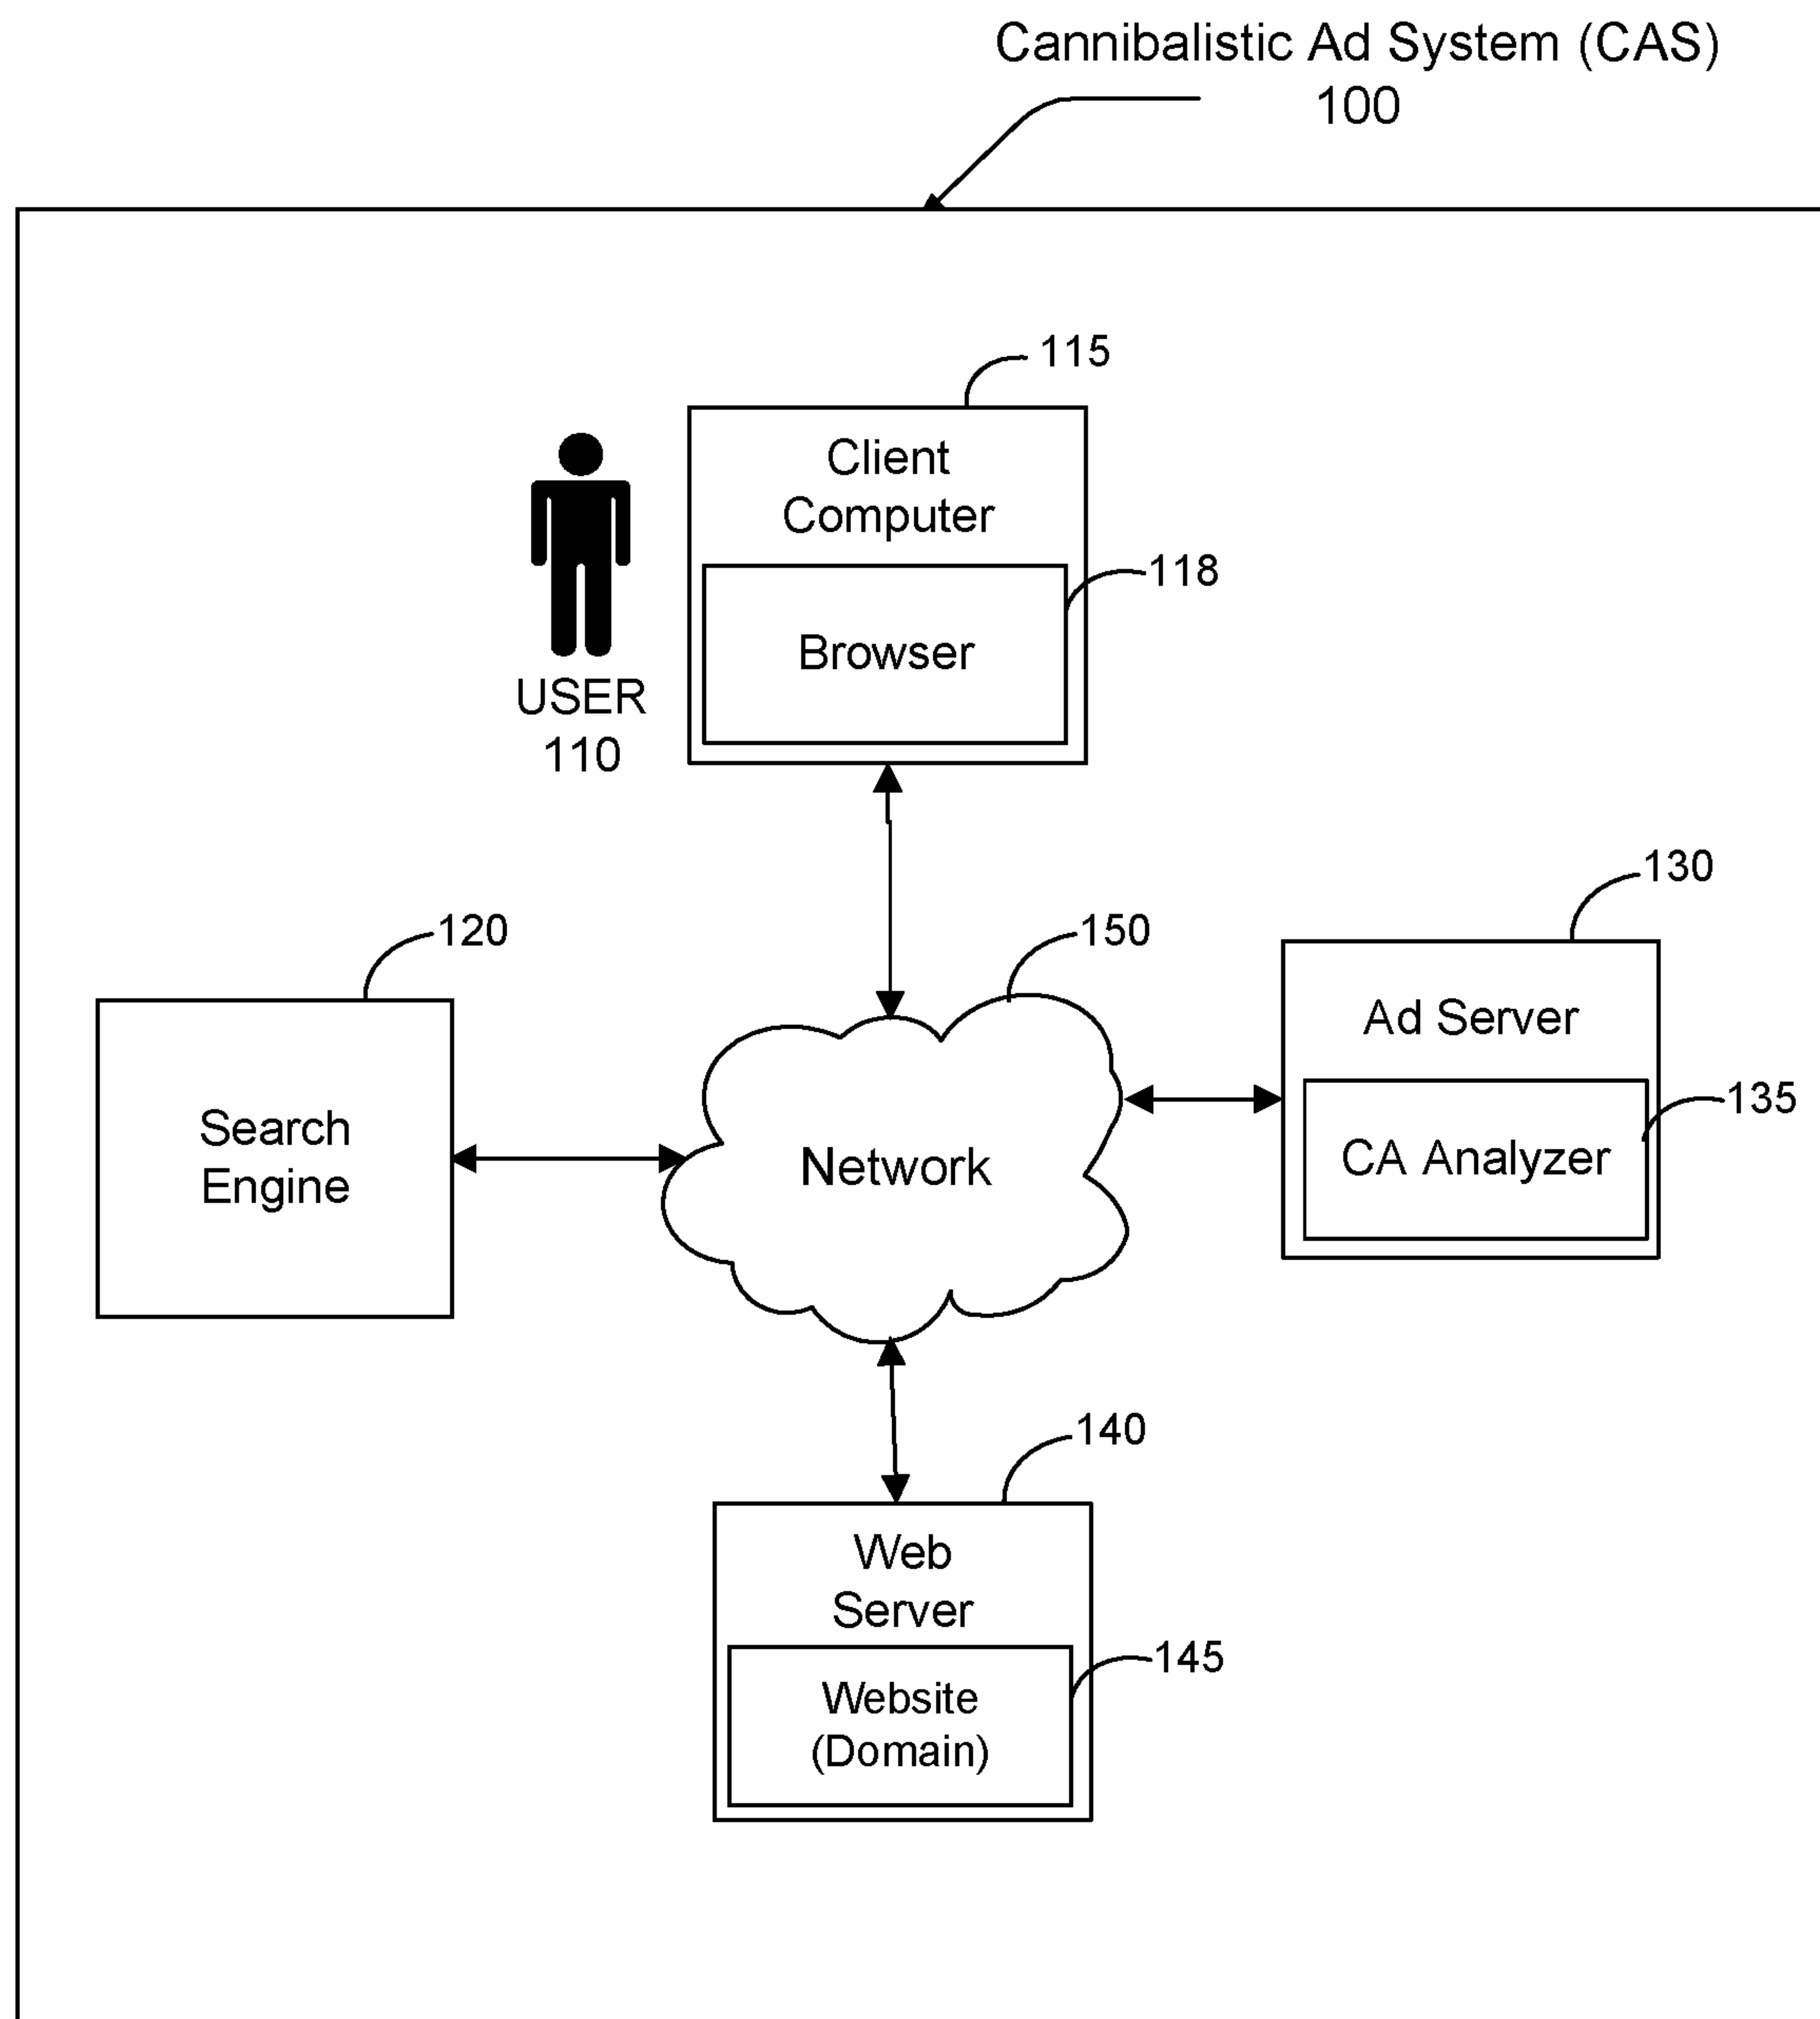 Cannibalistic Ad System (CAS)
100
115
Client
Computer
118
Browser
USER
110
130
120
150
Ad Server
Search
Engine
Network
135
CA Analyzer
140
Web
Server
145
Website
(Domain)